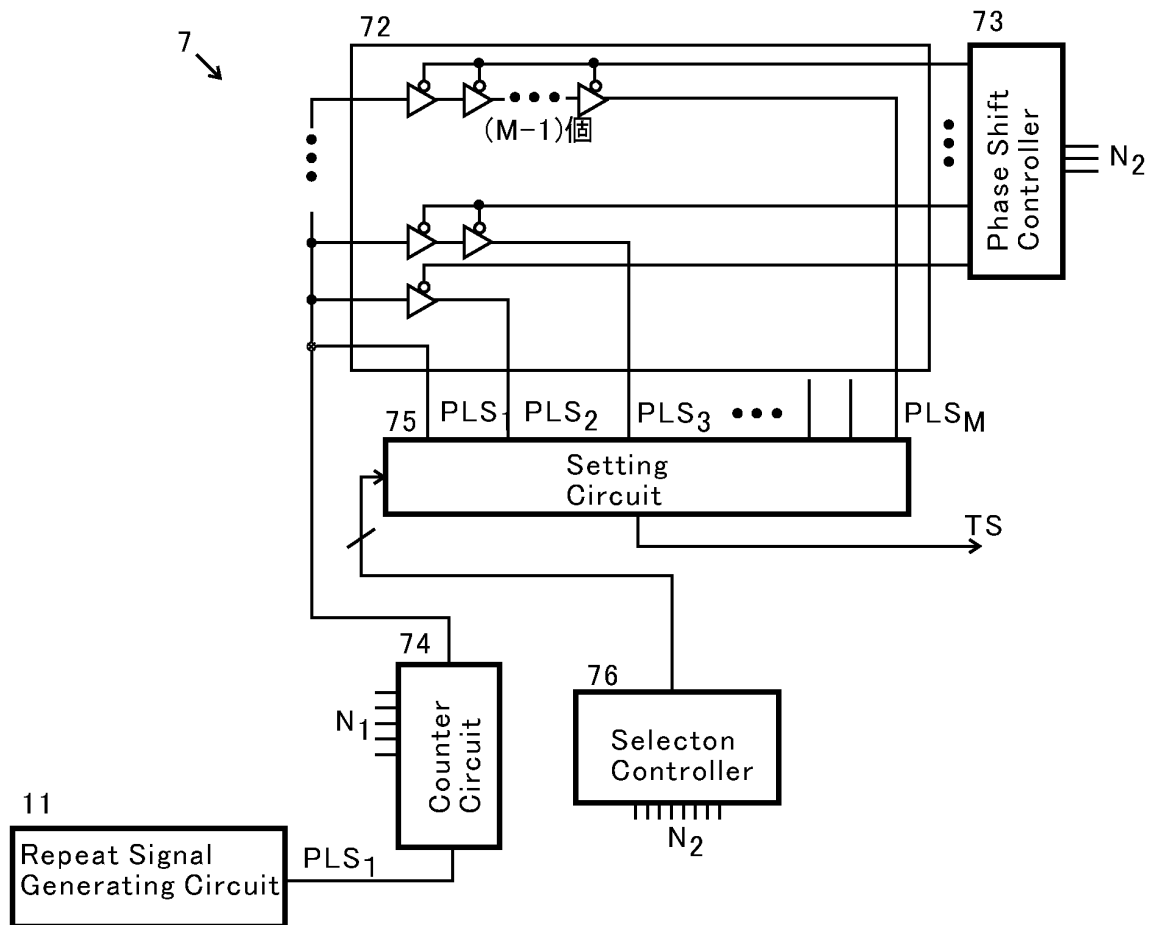 7
72
73
(M-1)個
Phase Shift
Controller
N2
75
PLS1
PLS2
PLS3
PLSM
Setting
Circuit
TS
74
76
N1
Counter
Circuit
Selecton
Controller
N2
11
Repeat Signal
Generating Circuit
PLS1